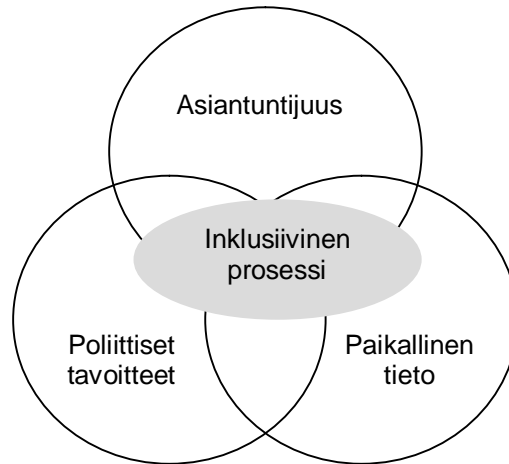 Asiantuntijuus
Inklusiivinen
prosessi
Poliittiset
tavoitteet
Paikallinen
tieto